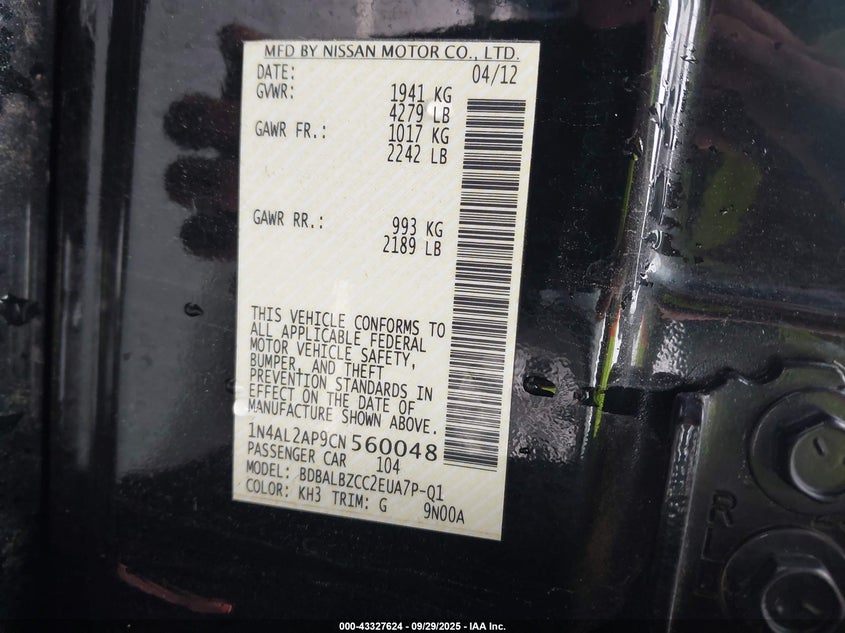 MFD BY NISSAN MOTOR CO., LTD.
DATE: 04/12
GVWR: 1941 KG
4279 LB
GAWR FR.: 1017 KG
2242 LB
GAWR RR.: 993 KG
2189 LB
THIS VEHICLE CONFORMS TO
ALL APPLICABLE FEDERAL
MOTOR VEHICLE SAFETY,
BUMPER, AND THEFT
PREVENTION STANDARDS IN
EFFECT ON THE DATE OF
MANUFACTURE SHOWN ABOVE.
1N4AL2AP9CN560048
PASSENGER CAR 104
MODEL: BDBALBZCC2EUA7P-Q1
COLOR: KH3 TRIM: G 9N00A
000-43327624 - 09/29/2025 - IAA Inc.